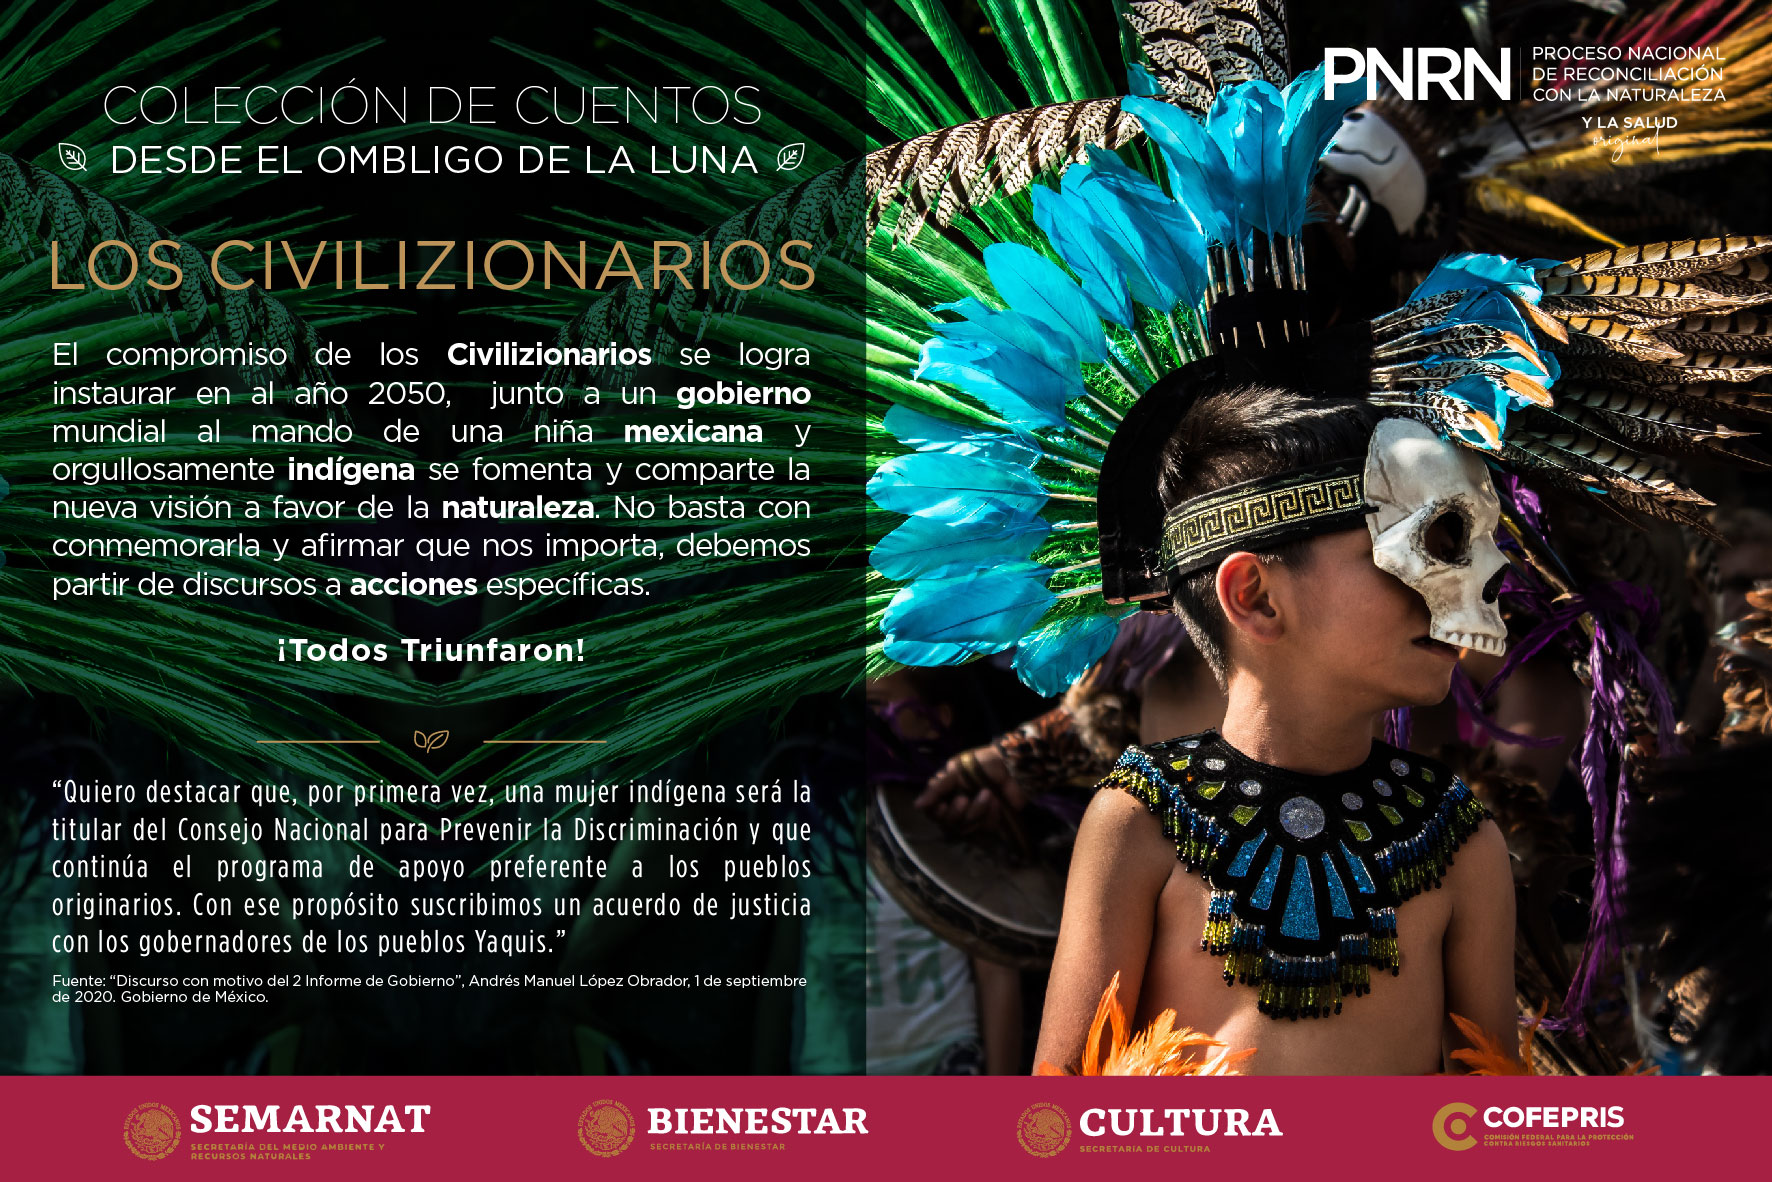 COLECCIÓN DE CUENTOS
DESDE EL OMBLIGO DE LA LUNA
LOS CIVILIZIONARIOS
El compromiso de los Civilizionarios se logra
instaurar en al año 2050, junto a un gobierno
mundial al mando de una niña mexicana y
orgullosamente indígena se fomenta y comparte la
nueva visión a favor de la naturaleza. No basta con
conmemorarla y afirmar que nos importa, debemos
partir de discursos a acciones específicas.
¡Todos Triunfaron!
“Quiero destacar que, por primera vez, una mujer indígena será la
titular del Consejo Nacional para Prevenir la Discriminación y que
continúa el programa de apoyo preferente a los pueblos
originarios. Con ese propósito suscribimos un acuerdo de justicia
con los gobernadores de los pueblos Yaquis.”
Fuente: “Discurso con motivo del 2 Informe de Gobierno”, Andrés Manuel López Obrador, 1 de septiembre
de 2020. Gobierno de México.
PNRN
PROCESO NACIONAL
DE RECONCILIACIÓN
CON LA NATURALEZA
Y LA SALUD
original
SEMARNAT
SECRETARÍA DEL MEDIO AMBIENTE Y
RECURSOS NATURALES
BIENESTAR
SECRETARÍA DE BIENESTAR
CULTURA
SECRETARÍA DE CULTURA
COFEPRIS
COMISIÓN FEDERAL PARA LA PROTECCIÓN
CONTRA RIESGOS SANITARIOS